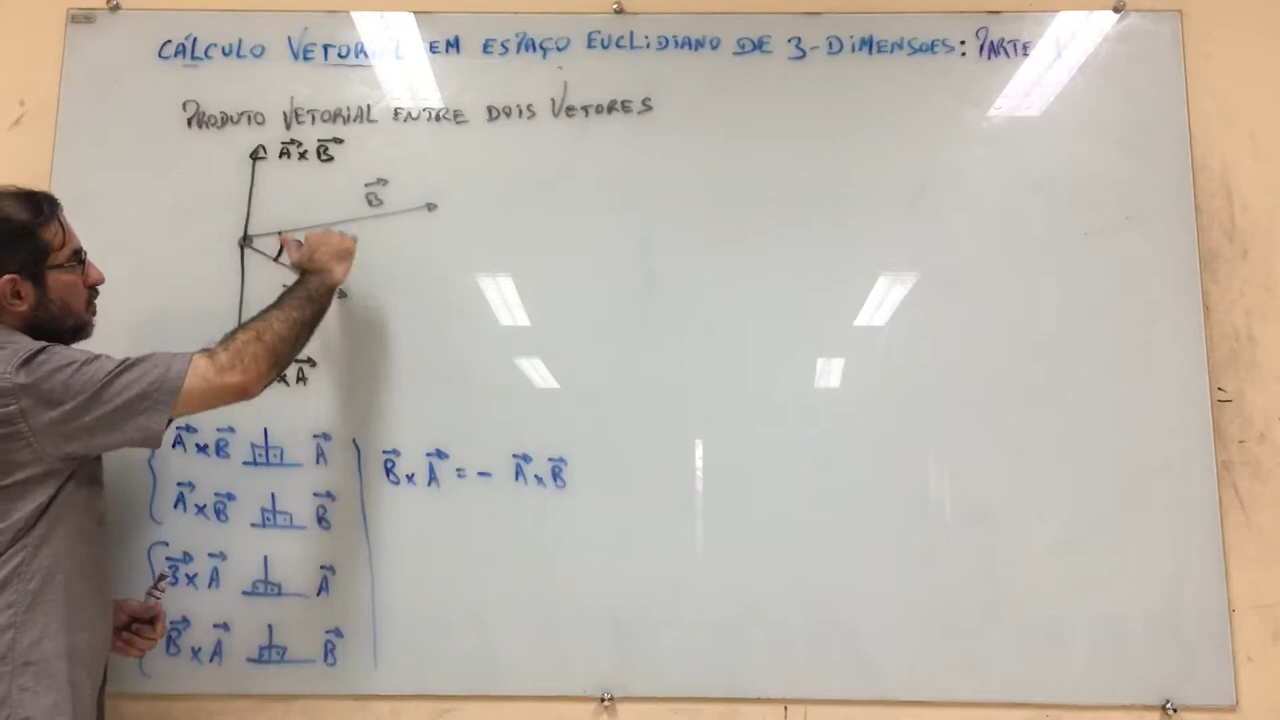 CÁLCULO VETORIAL EM ESPAÇO EUCLIDIANO DE 3-DIMENSOES: PARTE
PRODUTO VETORIAL ENTRE DOIS VETORES
A⃗ x B⃗
B⃗
x A⃗
A⃗ x B⃗ ⊥ A⃗
A⃗ x B⃗ ⊥ B⃗
B⃗ x A⃗ ⊥ A⃗
B⃗ x A⃗ ⊥ B⃗
B⃗ x A⃗ = - A⃗ x B⃗